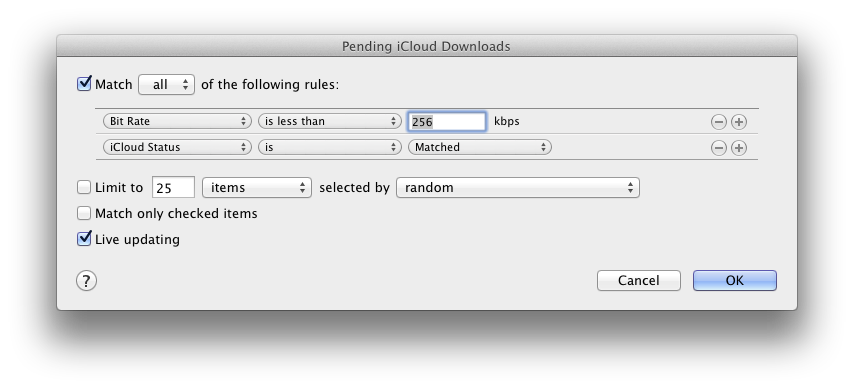 Pending iCloud Downloads
Match all of the following rules:
Bit Rate is less than 256 kbps
iCloud Status is Matched
Limit to 25 items selected by random
Match only checked items
Live updating
? Cancel OK